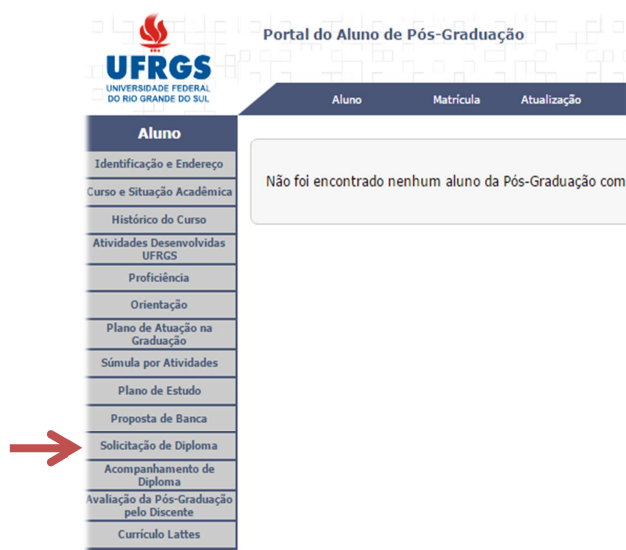 Portal do Aluno de Pós-Graduação
UFRGS
UNIVERSIDADE FEDERAL
DO RIO GRANDE DO SUL
Aluno Matrícula Atualização
Aluno
Identificação e Endereço
Curso e Situação Acadêmica
Histórico do Curso
Atividades Desenvolvidas
UFRGS
Proficiência
Orientação
Plano de Atuação na
Graduação
Súmula por Atividades
Plano de Estudo
Proposta de Banca
Solicitação de Diploma
Acompanhamento de
Diploma
Avaliação da Pós-Graduação
pelo Discente
Currículo Lattes
Não foi encontrado nenhum aluno da Pós-Graduação com